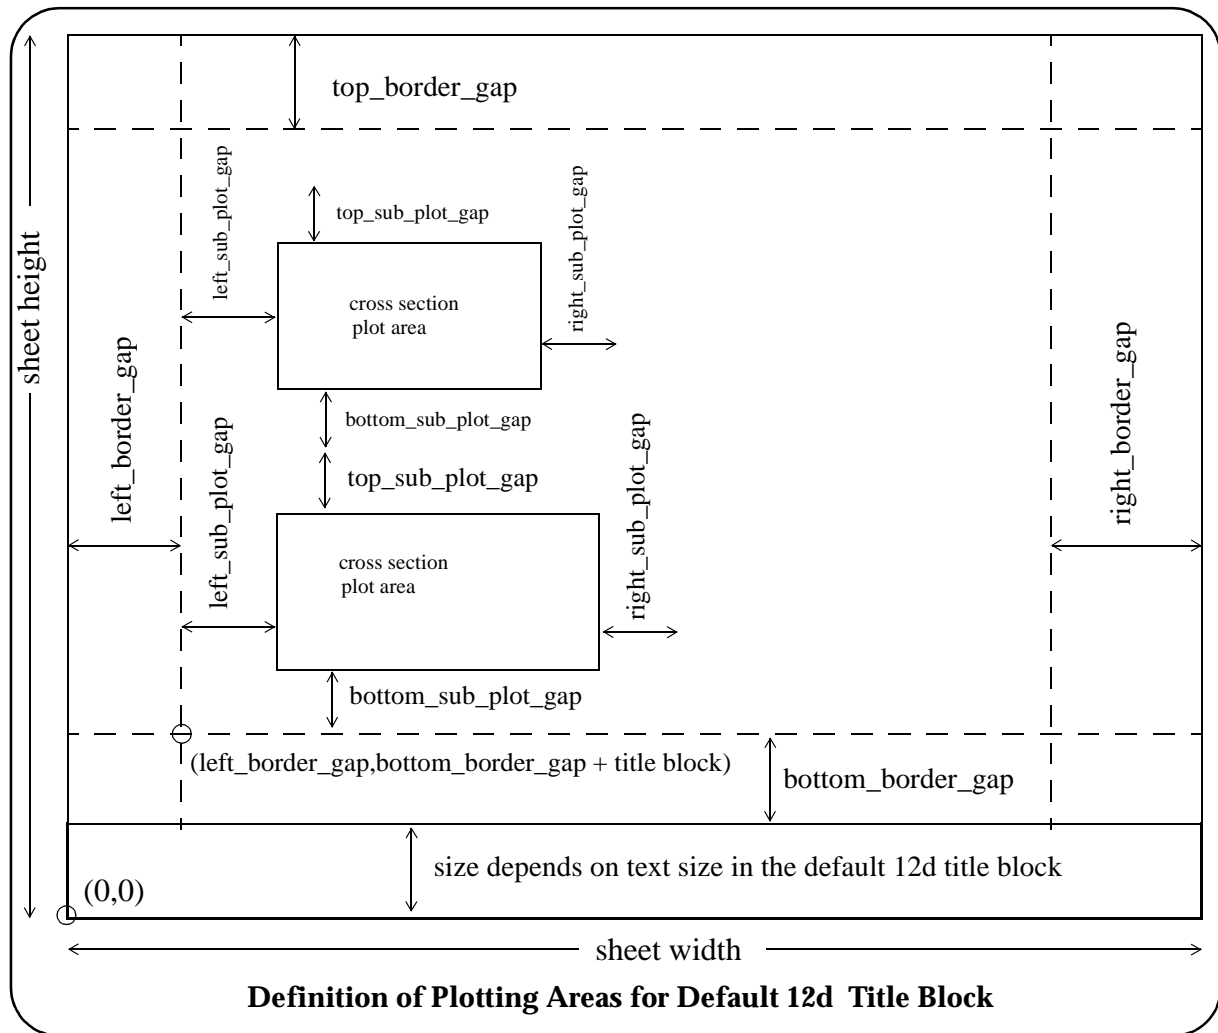 top_border_gap
left_sub_plot_gap
top_sub_plot_gap
right_sub_plot_gap
sheet height
cross section
plot area
left_border_gap
right_border_gap
bottom_sub_plot_gap
left_sub_plot_gap
top_sub_plot_gap
right_sub_plot_gap
cross section
plot area
bottom_sub_plot_gap
(left_border_gap,bottom_border_gap + title block)
bottom_border_gap
size depends on text size in the default 12d title block
(0,0)
sheet width
Definition of Plotting Areas for Default 12d Title Block